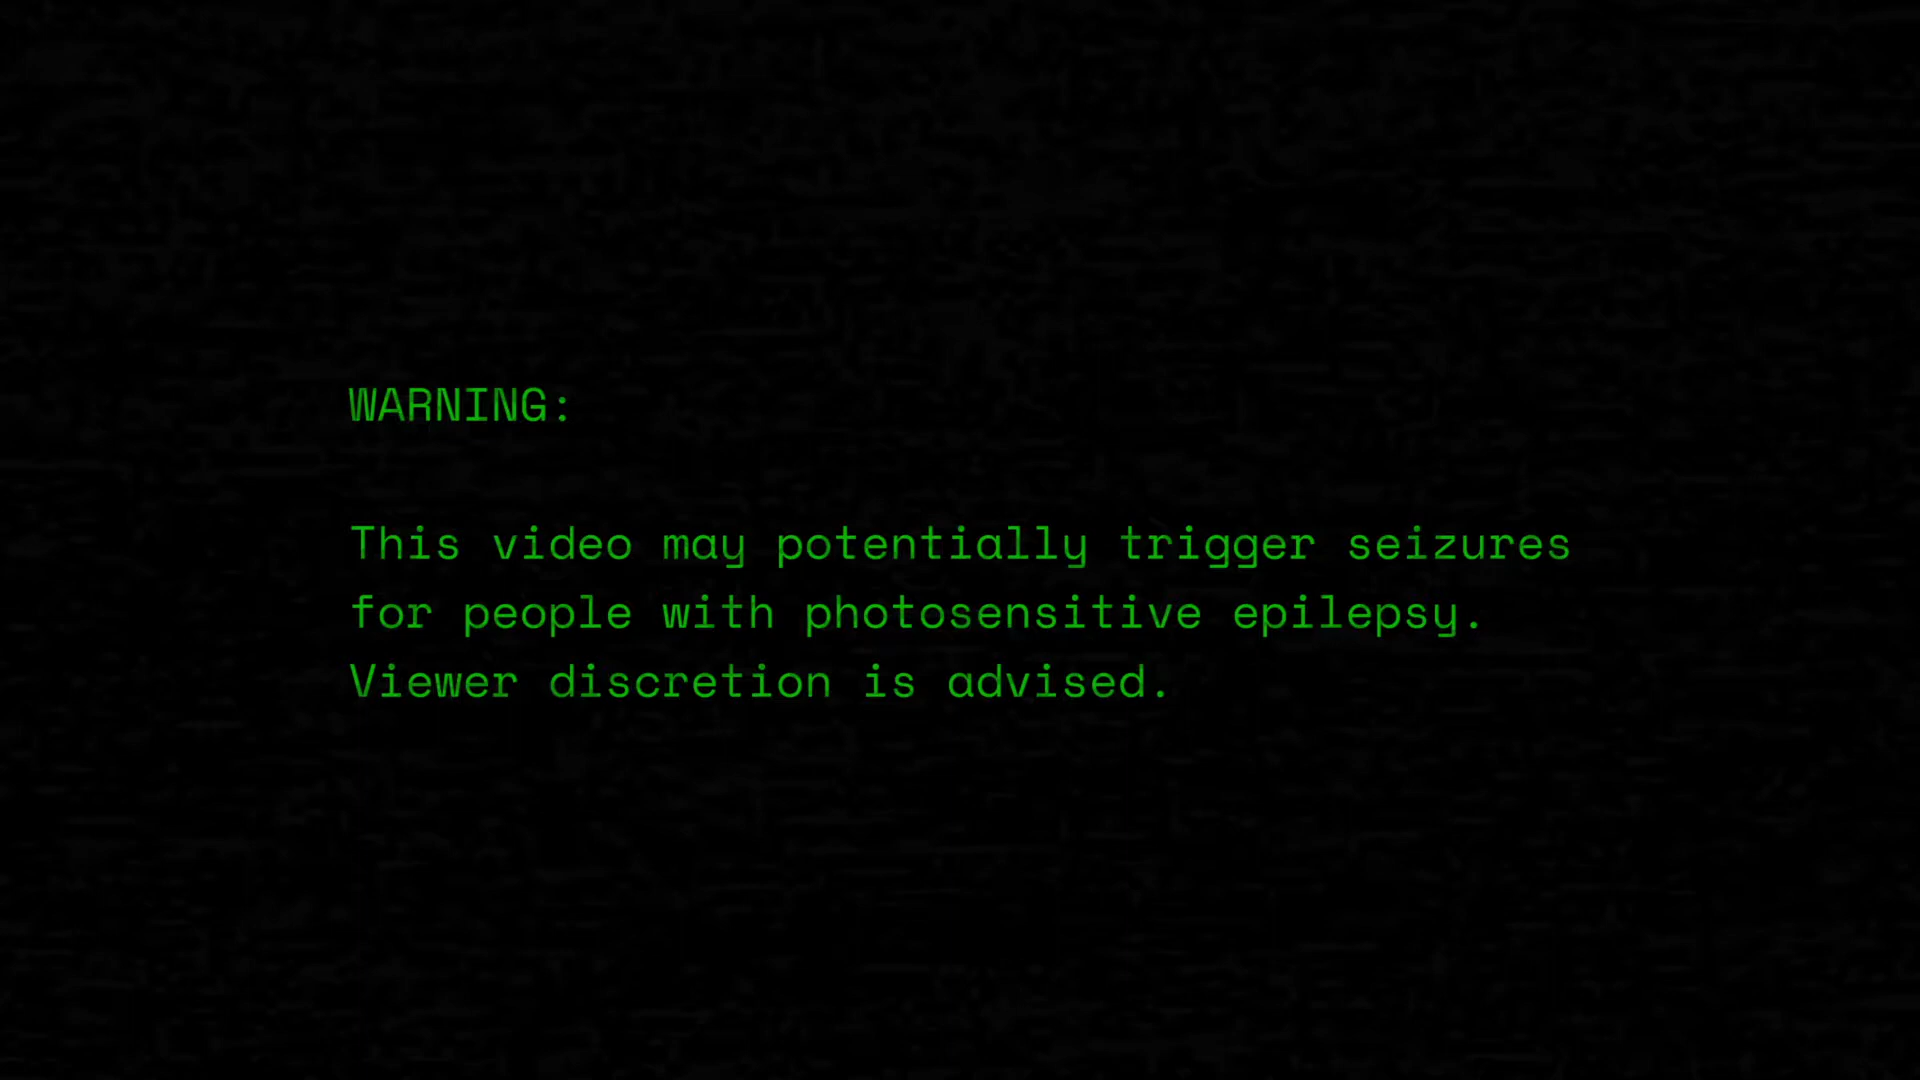 WARNING:
This video may potentially trigger seizures
for people with photosensitive epilepsy.
Viewer discretion is advised.